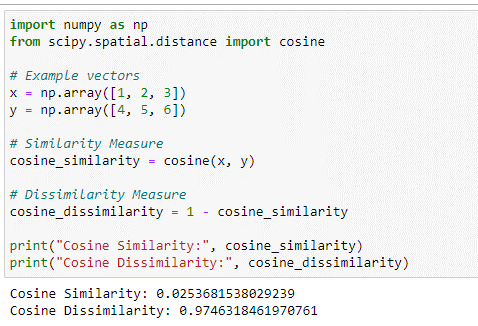 import numpy as np
from scipy.spatial.distance import cosine
# Example vectors
x = np.array([1, 2, 3])
y = np.array([4, 5, 6])
# Similarity Measure
cosine_similarity = cosine(x, y)
# Dissimilarity Measure
cosine_dissimilarity = 1 - cosine_similarity
print("Cosine Similarity:", cosine_similarity)
print("Cosine Dissimilarity:", cosine_dissimilarity)
Cosine Similarity: 0.0253681538029239
Cosine Dissimilarity: 0.9746318461970761